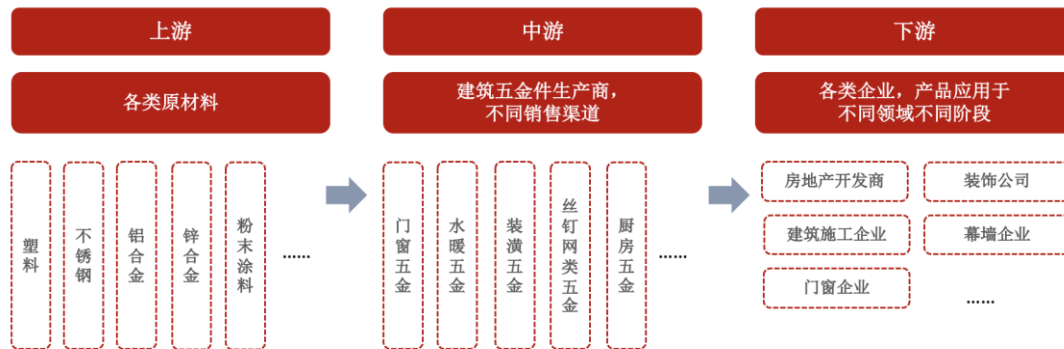 上游
中游
下游
各类原材料
建筑五金件生产商，
不同销售渠道
各类企业，产品应用于
不同领域不同阶段
塑料
不锈钢
铝合金
锌合金
粉末涂料
……
门窗五金
水暖五金
装潢五金
丝钉网类五金
厨房五金
……
房地产开发商
装饰公司
建筑施工企业
幕墙企业
门窗企业
……